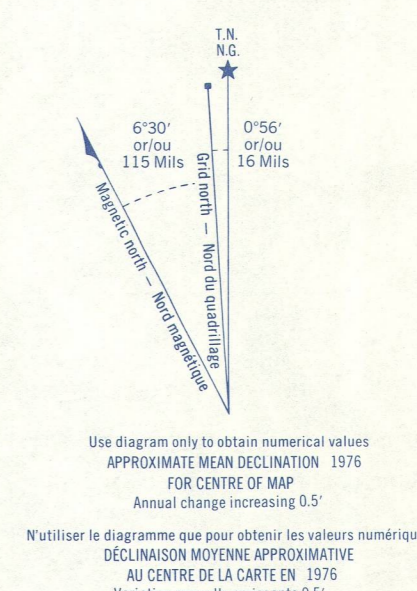 T.N.
N.G.
6°30′
or/ou
115 Mils
0°56′
or/ou
16 Mils
Grid north — Nord du quadrillage
Magnetic north — Nord magnétique
Use diagram only to obtain numerical values
APPROXIMATE MEAN DECLINATION 1976
FOR CENTRE OF MAP
Annual change increasing 0.5′
N'utiliser le diagramme que pour obtenir les valeurs numériqu
DÉCLINAISON MOYENNE APPROXIMATIVE
AU CENTRE DE LA CARTE EN 1976